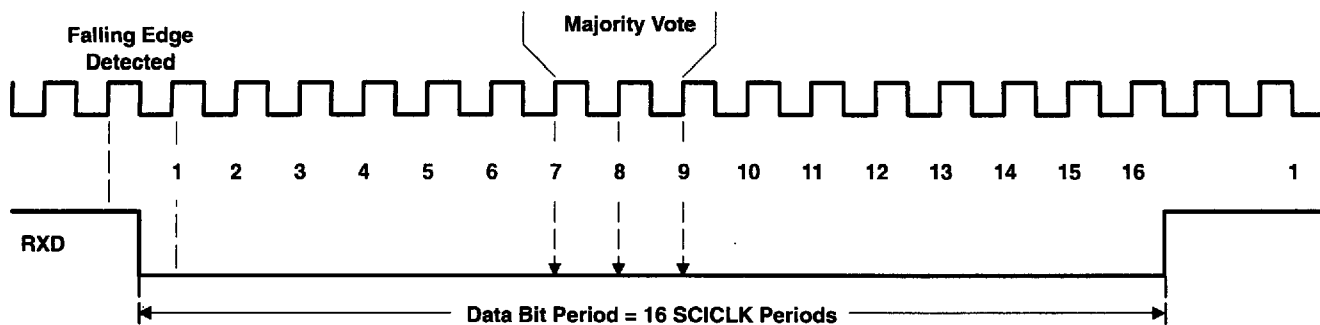 Falling Edge
Detected
Majority Vote
1 2 3 4 5 6 7 8 9 10 11 12 13 14 15 16 1
RXD
Data Bit Period = 16 SCICLK Periods